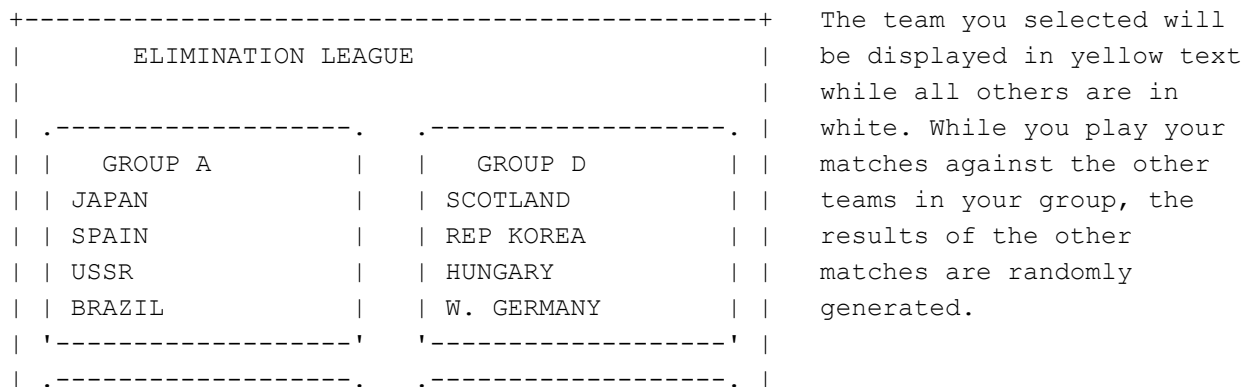 +-----------------------------------------------+   The team you selected will
|       ELIMINATION LEAGUE                      |   be displayed in yellow text
|                                               |   while all others are in
| .-------------------.   .-------------------. |   white. While you play your
| |   GROUP A         |   |   GROUP D         | |   matches against the other
| | JAPAN             |   | SCOTLAND          | |   teams in your group, the
| | SPAIN             |   | REP KOREA         | |   results of the other
| | USSR              |   | HUNGARY           | |   matches are randomly
| | BRAZIL            |   | W. GERMANY        | |   generated.
| '-------------------'   '-------------------' |
| .-------------------.   .-------------------. |